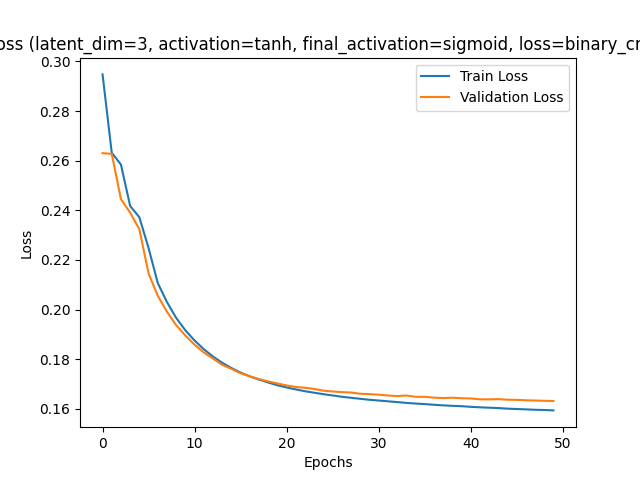 oss (latent_dim=3, activation=tanh, final_activation=sigmoid, loss=binary_cr
0.30
0.28
0.26
0.24
0.22
0.20
0.18
0.16
Loss
Train Loss
Validation Loss
0 10 20 30 40 50
Epochs